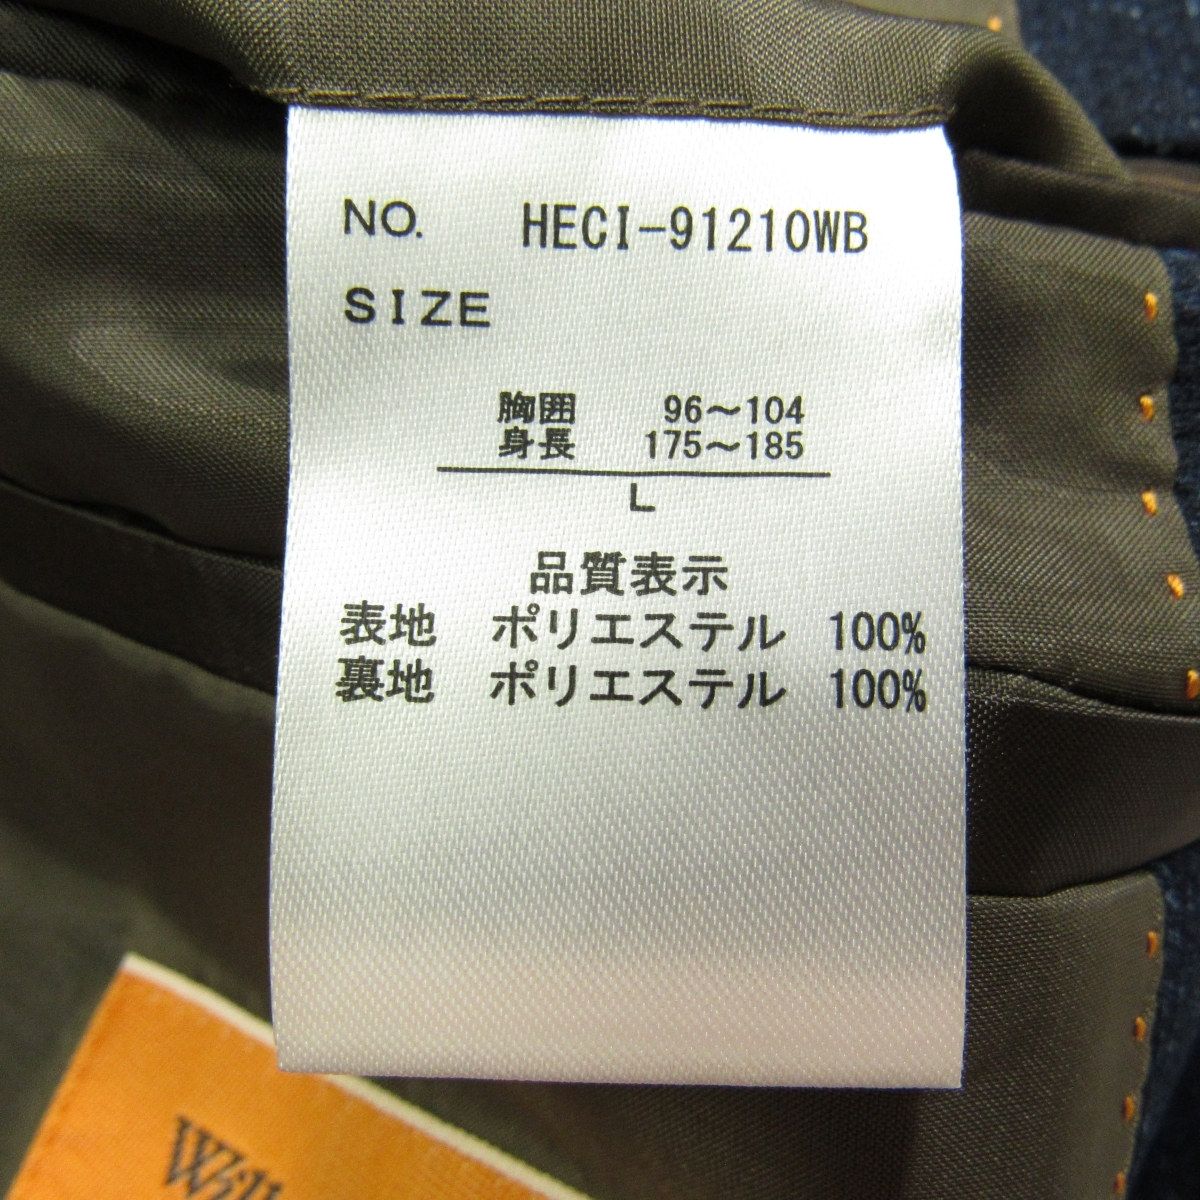 NO. HECI-91210WB
SIZE
胸囲 96〜104
身長 175〜185
L
品質表示
表地 ポリエステル 100%
裏地 ポリエステル 100%